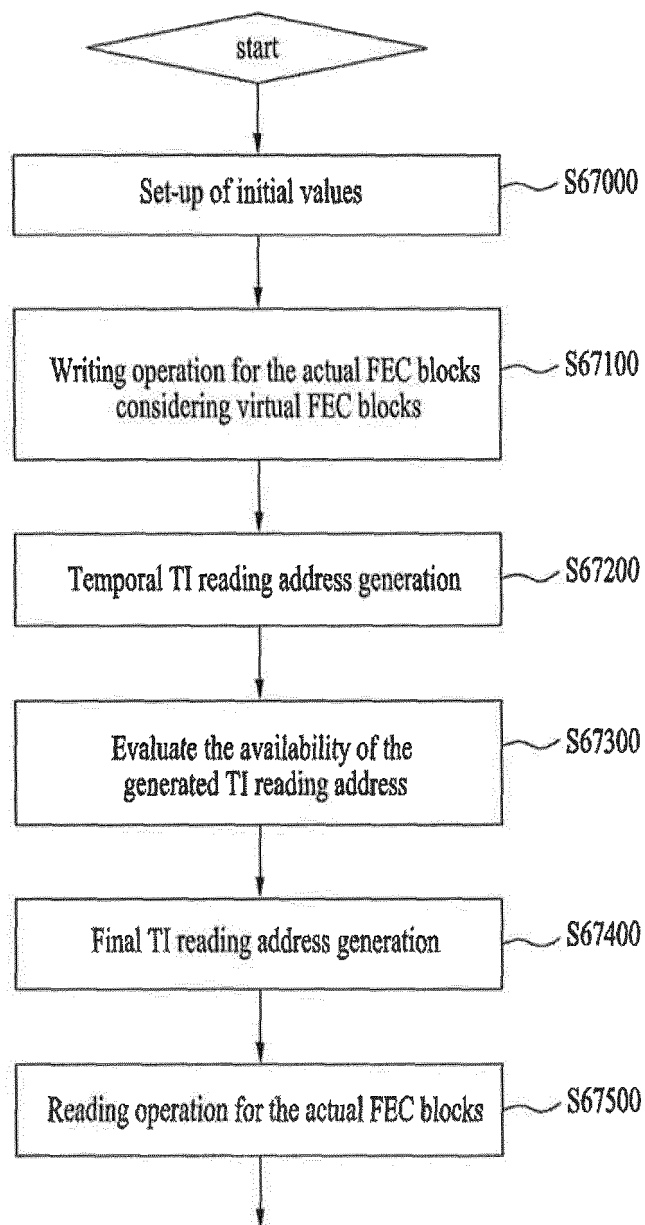 start
Set-up of initial values
S67000
Writing operation for the actual FEC blocks
considering virtual FEC blocks
S67100
Temporal TI reading address generation
S67200
Evaluate the availability of the
generated TI reading address
S67300
Final TI reading address generation
S67400
Reading operation for the actual FEC blocks
S67500